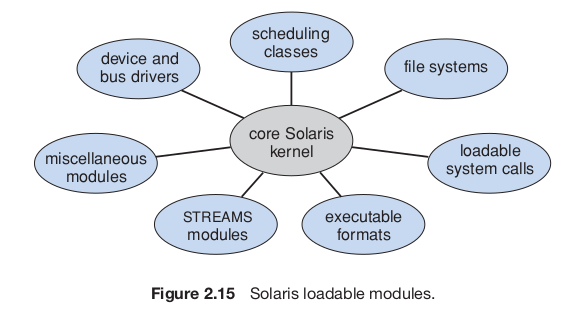 scheduling
classes
device and
bus drivers
file systems
core Solaris
kernel
miscellaneous
modules
loadable
system calls
STREAMS
modules
executable
formats
Figure 2.15 Solaris loadable modules.